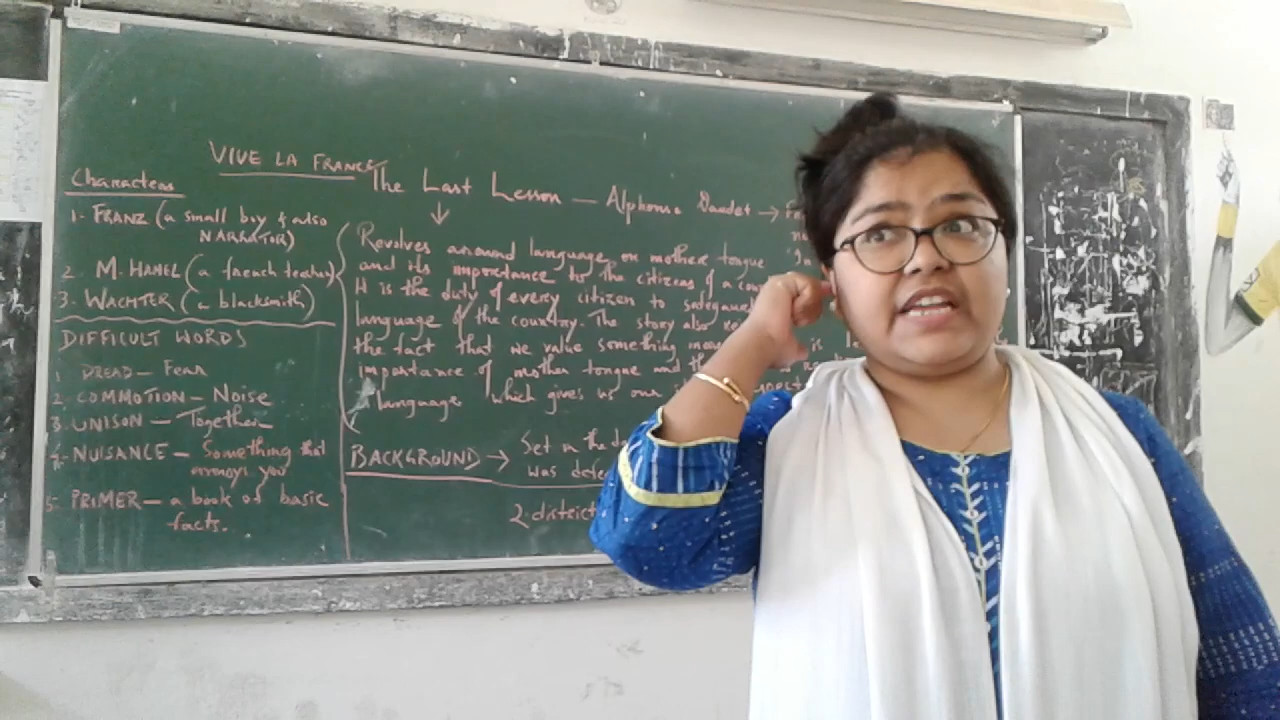 VIVE LA FRANCE
The Last Lesson — Alphonse Daudet →
Characters
1- FRANZ (a small boy & also
NARRATOR)
2. M. HAMEL (a french teacher)
3. WACHTER (a blacksmith)
DIFFICULT WORDS
1. DREAD — Fear
2. COMMOTION — Noise
3. UNISON — Together
4. NUISANCE — Something that
annoys you
5. PRIMER — a book of basic
facts.
Revolves around language or mother tongue
and its importance to the citizens of a
It is the duty of every citizen to
language of the country. The story also
the fact that we value something
importance of mother tongue and
language which gives us our
BACKGROUND → Set in the
was
2 district